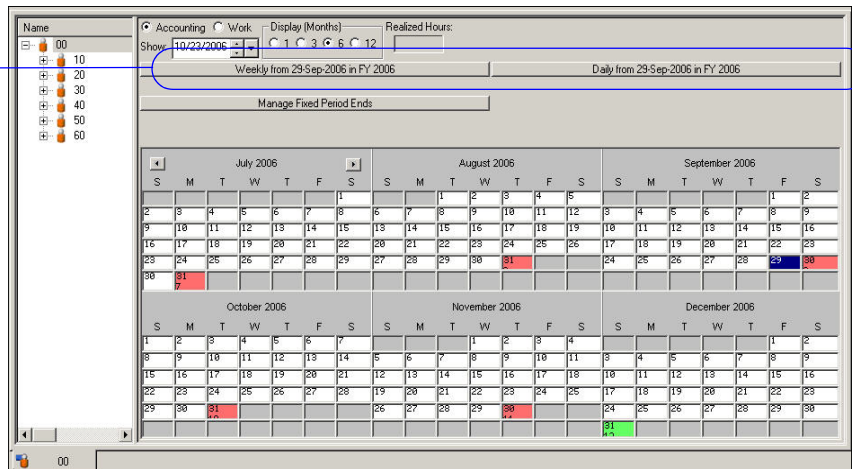 Name
00
10
20
30
40
50
60
Accounting Work Display (Months) Realized Hours:
Show: 10/23/2006 1 3 6 12
Weekly from 29-Sep-2006 in FY 2006 Daily from 29-Sep-2006 in FY 2006
Manage Fixed Period Ends
July 2006 August 2006 September 2006
S M T W T F S S M T W T F S S M T W T F S
1 1 2 3 4 5 1 2
2 3 4 5 6 7 8 6 7 8 9 10 11 12 3 4 5 6 7 8 9
9 10 11 12 13 14 15 13 14 15 16 17 18 19 10 11 12 13 14 15 16
16 17 18 19 20 21 22 20 21 22 23 24 25 26 17 18 19 20 21 22 23
23 24 25 26 27 28 29 27 28 29 30 31 24 25 26 27 28 29 30
30 31
7
October 2006 November 2006 December 2006
S M T W T F S S M T W T F S S M T W T F S
1 2 3 4 5 6 7 1 2 3 4 1 2
8 9 10 11 12 13 14 5 6 7 8 9 10 11 3 4 5 6 7 8 9
15 16 17 18 19 20 21 12 13 14 15 16 17 18 10 11 12 13 14 15 16
22 23 24 25 26 27 28 19 20 21 22 23 24 25 17 18 19 20 21 22 23
29 30 31 26 27 28 29 30 24 25 26 27 28 29 30
31
00